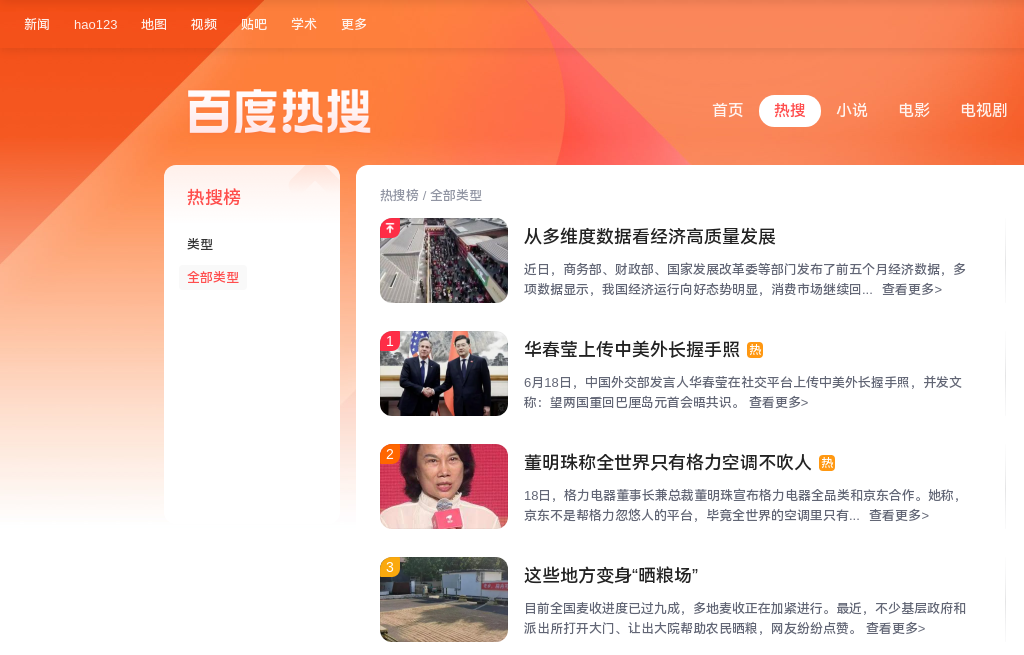 新闻 hao123 地图 视频 贴吧 学术 更多
百度热搜
首页 热搜 小说 电影 电视剧
热搜榜
类型
全部类型
热搜榜 / 全部类型
从多维度数据看经济高质量发展
近日，商务部、财政部、国家发展改革委等部门发布了前五个月经济数据，多
项数据显示，我国经济运行向好态势明显，消费市场继续回... 查看更多>
1
华春莹上传中美外长握手照 热
6月18日，中国外交部发言人华春莹在社交平台上传中美外长握手照，并发文
称：望两国重回巴厘岛元首会晤共识。 查看更多>
2
董明珠称全世界只有格力空调不吹人 热
18日，格力电器董事长兼总裁董明珠宣布格力电器全品类和京东合作。她称，
京东不是帮格力忽悠人的平台，毕竟全世界的空调里只有... 查看更多>
3
这些地方变身“晒粮场”
目前全国麦收进度已过九成，多地麦收正在加紧进行。最近，不少基层政府和
派出所打开大门、让出大院帮助农民晒粮，网友纷纷点赞。 查看更多>